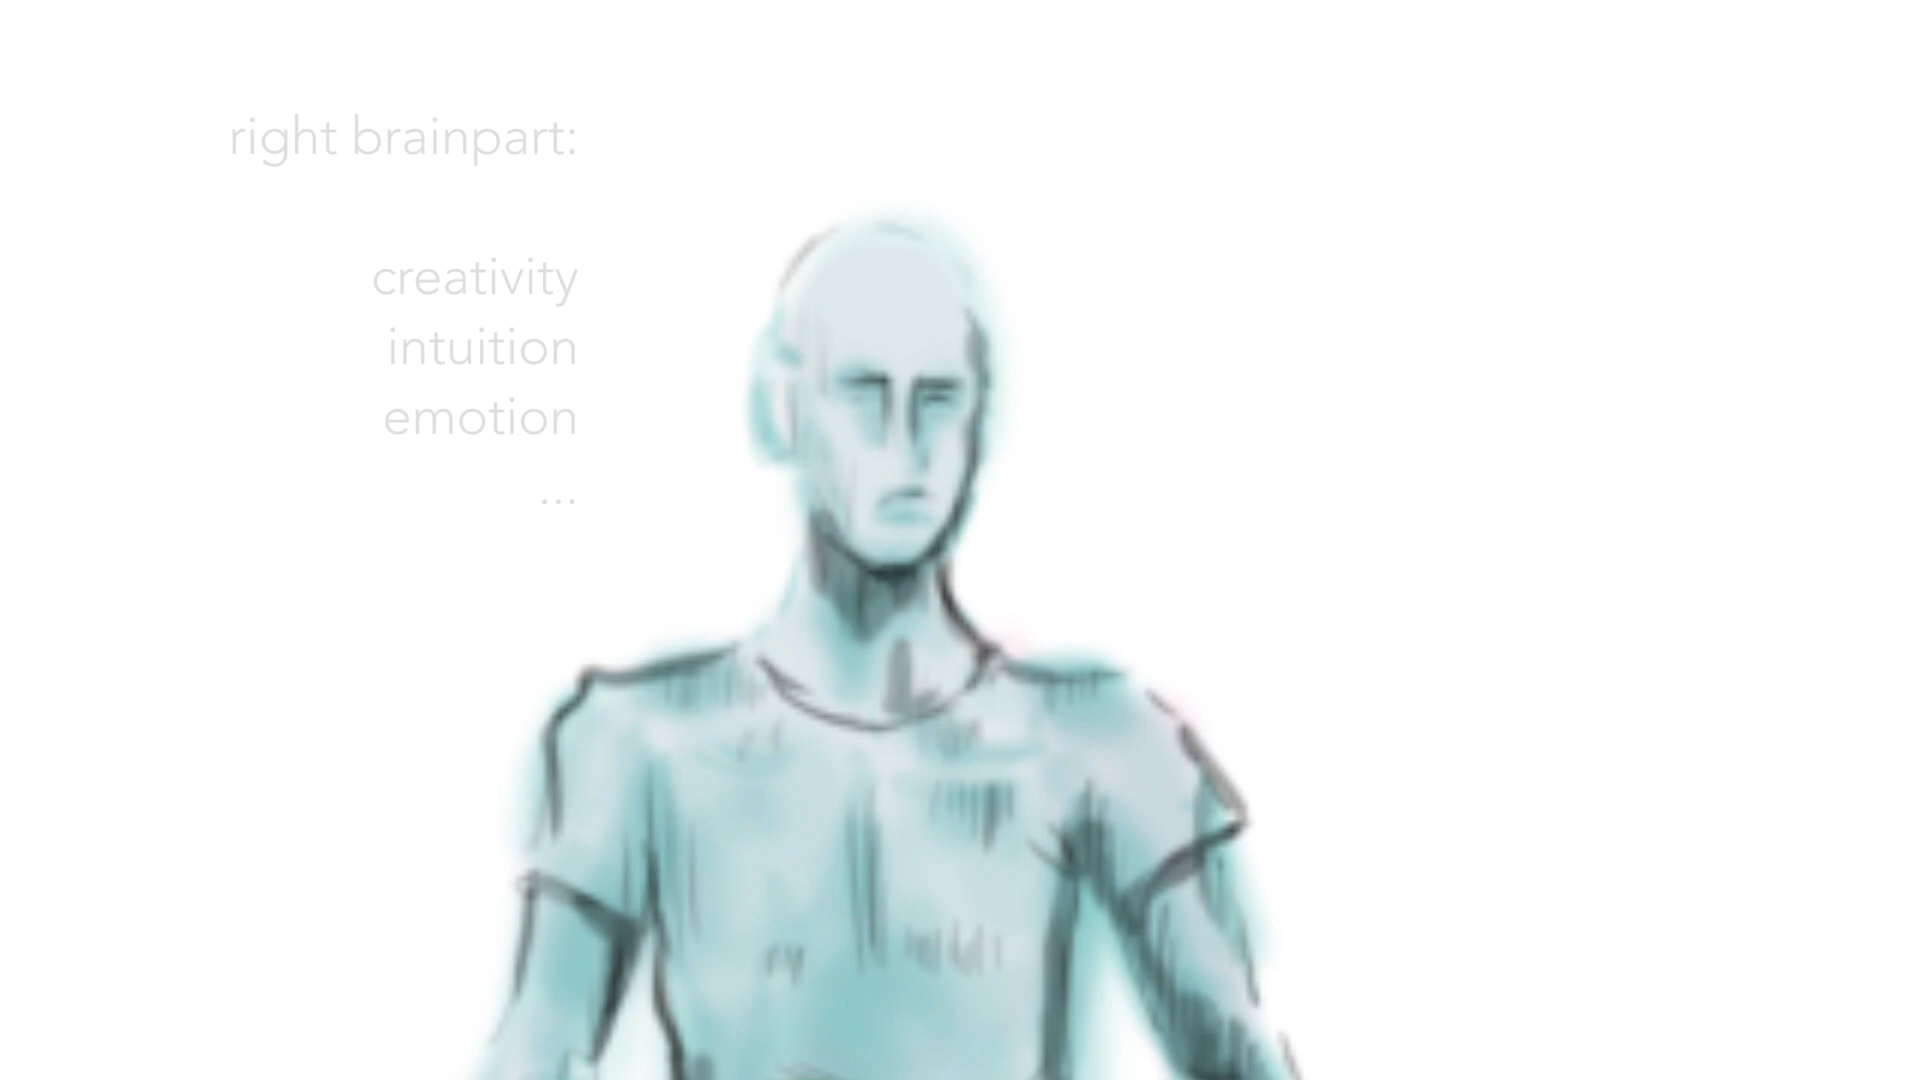 right brainpart:
creativity
intuition
emotion
...